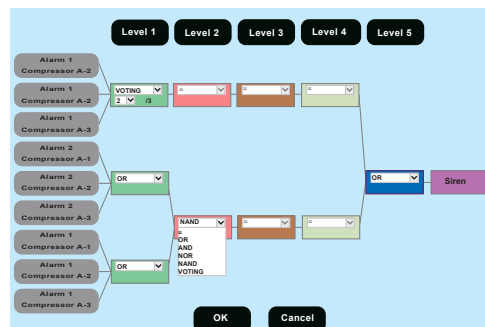 Level 1 Level 2 Level 3 Level 4 Level 5
Alarm 1
Compressor A-2
Alarm 1
Compressor A-2
Alarm 1
Compressor A-3
VOTING
2 /3
=
=
=
Alarm 2
Compressor A-1
Alarm 2
Compressor A-2
Alarm 2
Compressor A-3
OR
OR
Siren
Alarm 1
Compressor A-1
Alarm 1
Compressor A-2
Alarm 1
Compressor A-3
OR
NAND
=
OR
AND
NOR
NAND
VOTING
=
=
OK Cancel